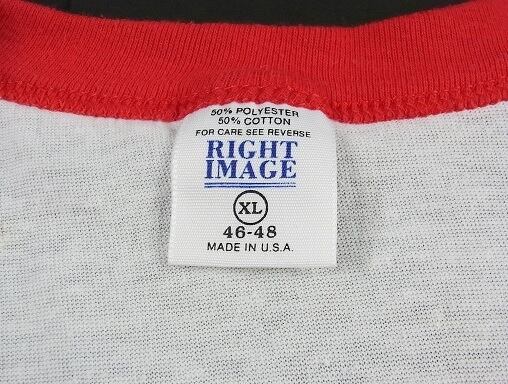 50% POLYESTER
50% COTTON
FOR CARE SEE REVERSE
RIGHT
IMAGE
XL
46-48
MADE IN U.S.A.